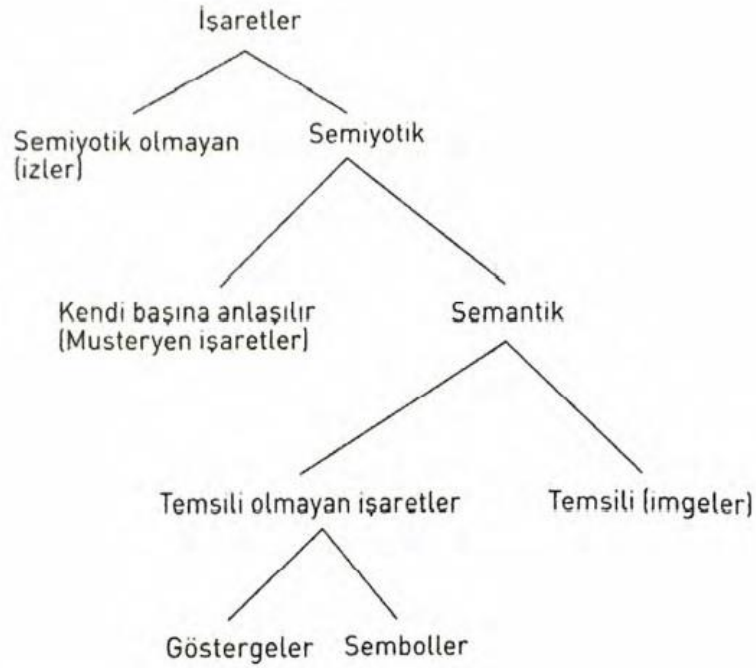 İşaretler
Semiyotik olmayan
(izler)
Semiyotik
Kendi başına anlaşılır
(Musteryen işaretler)
Semantik
Temsili olmayan işaretler
Temsili (imgeler)
Göstergeler
Semboller